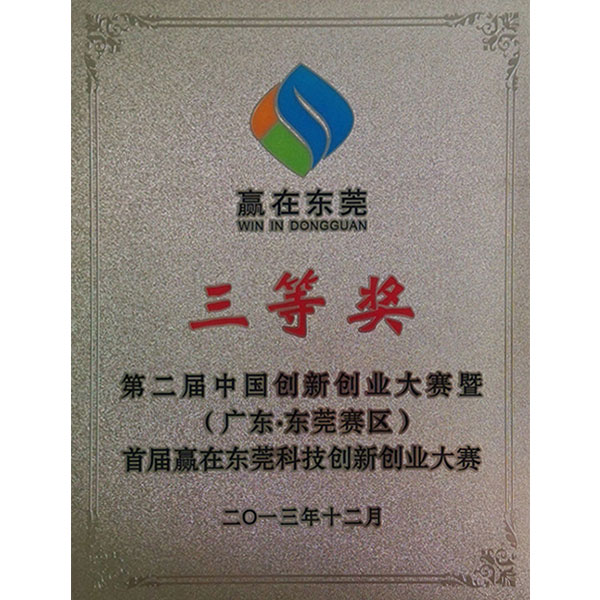 赢在东莞
WIN IN DONGGUAN
三等奖
第二届中国创新创业大赛暨
（广东·东莞赛区）
首届赢在东莞科技创新创业大赛
二〇一三年十二月